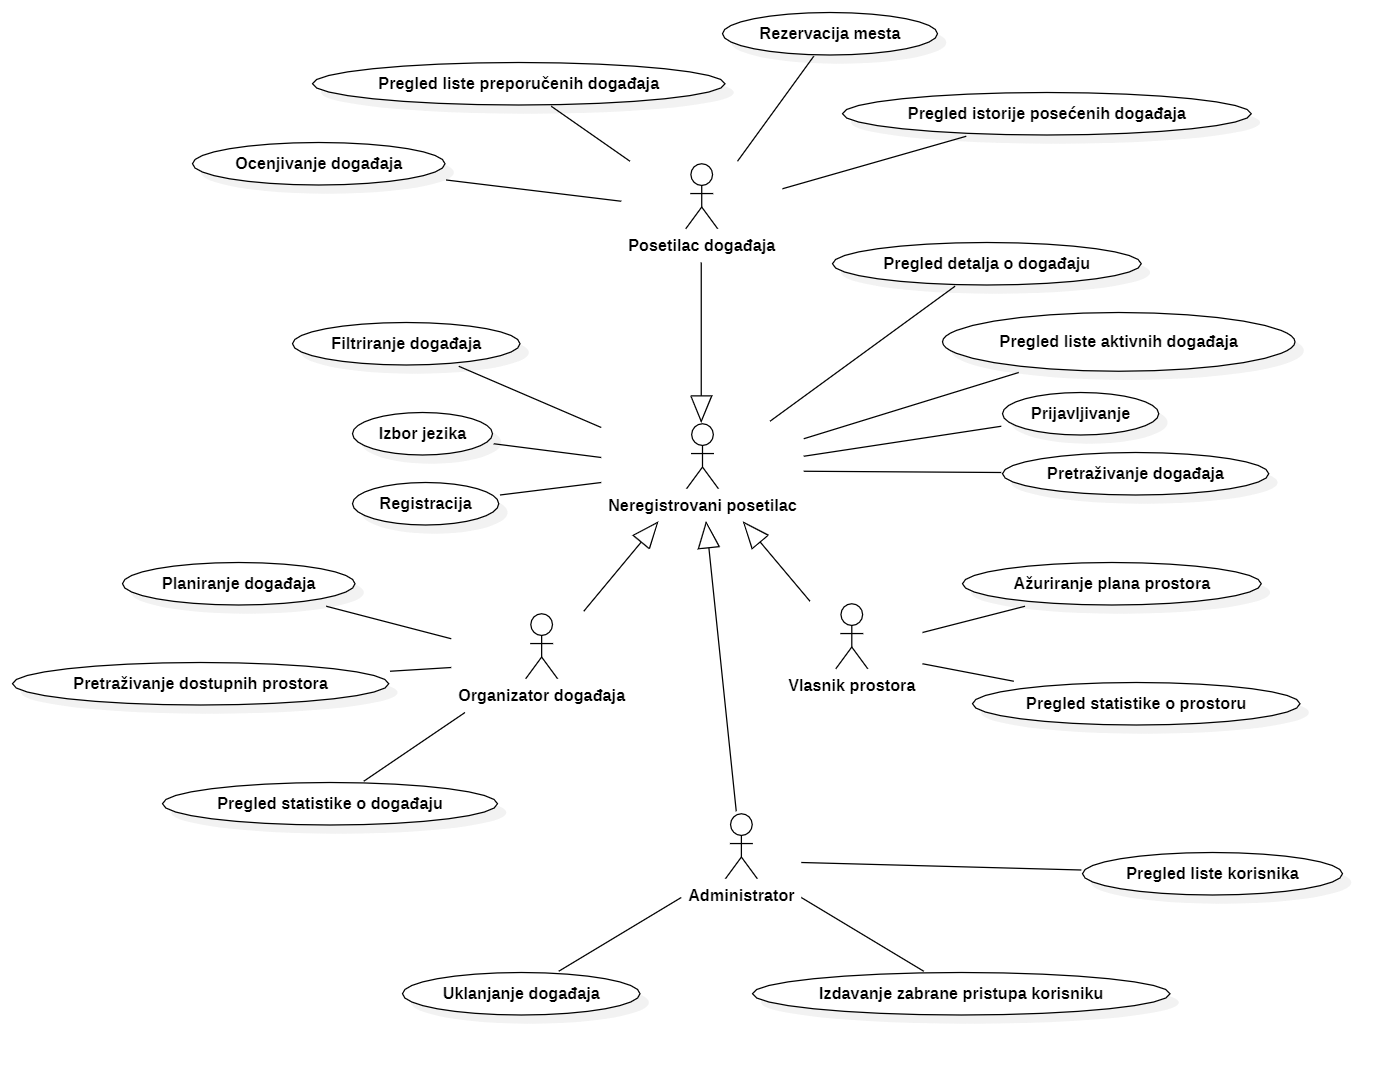 Rezervacija mesta
Pregled liste preporučenih događaja
Pregled istorije posećenih događaja
Ocenjivanje događaja
Posetilac događaja
Pregled detalja o događaju
Filtriranje događaja
Pregled liste aktivnih događaja
Prijavljivanje
Izbor jezika
Pretraživanje događaja
Registracija
Neregistrovani posetilac
Planiranje događaja
Ažuriranje plana prostora
Pretraživanje dostupnih prostora
Organizator događaja
Vlasnik prostora
Pregled statistike o prostoru
Pregled statistike o događaju
Pregled liste korisnika
Administrator
Uklanjanje događaja
Izdavanje zabrane pristupa korisniku